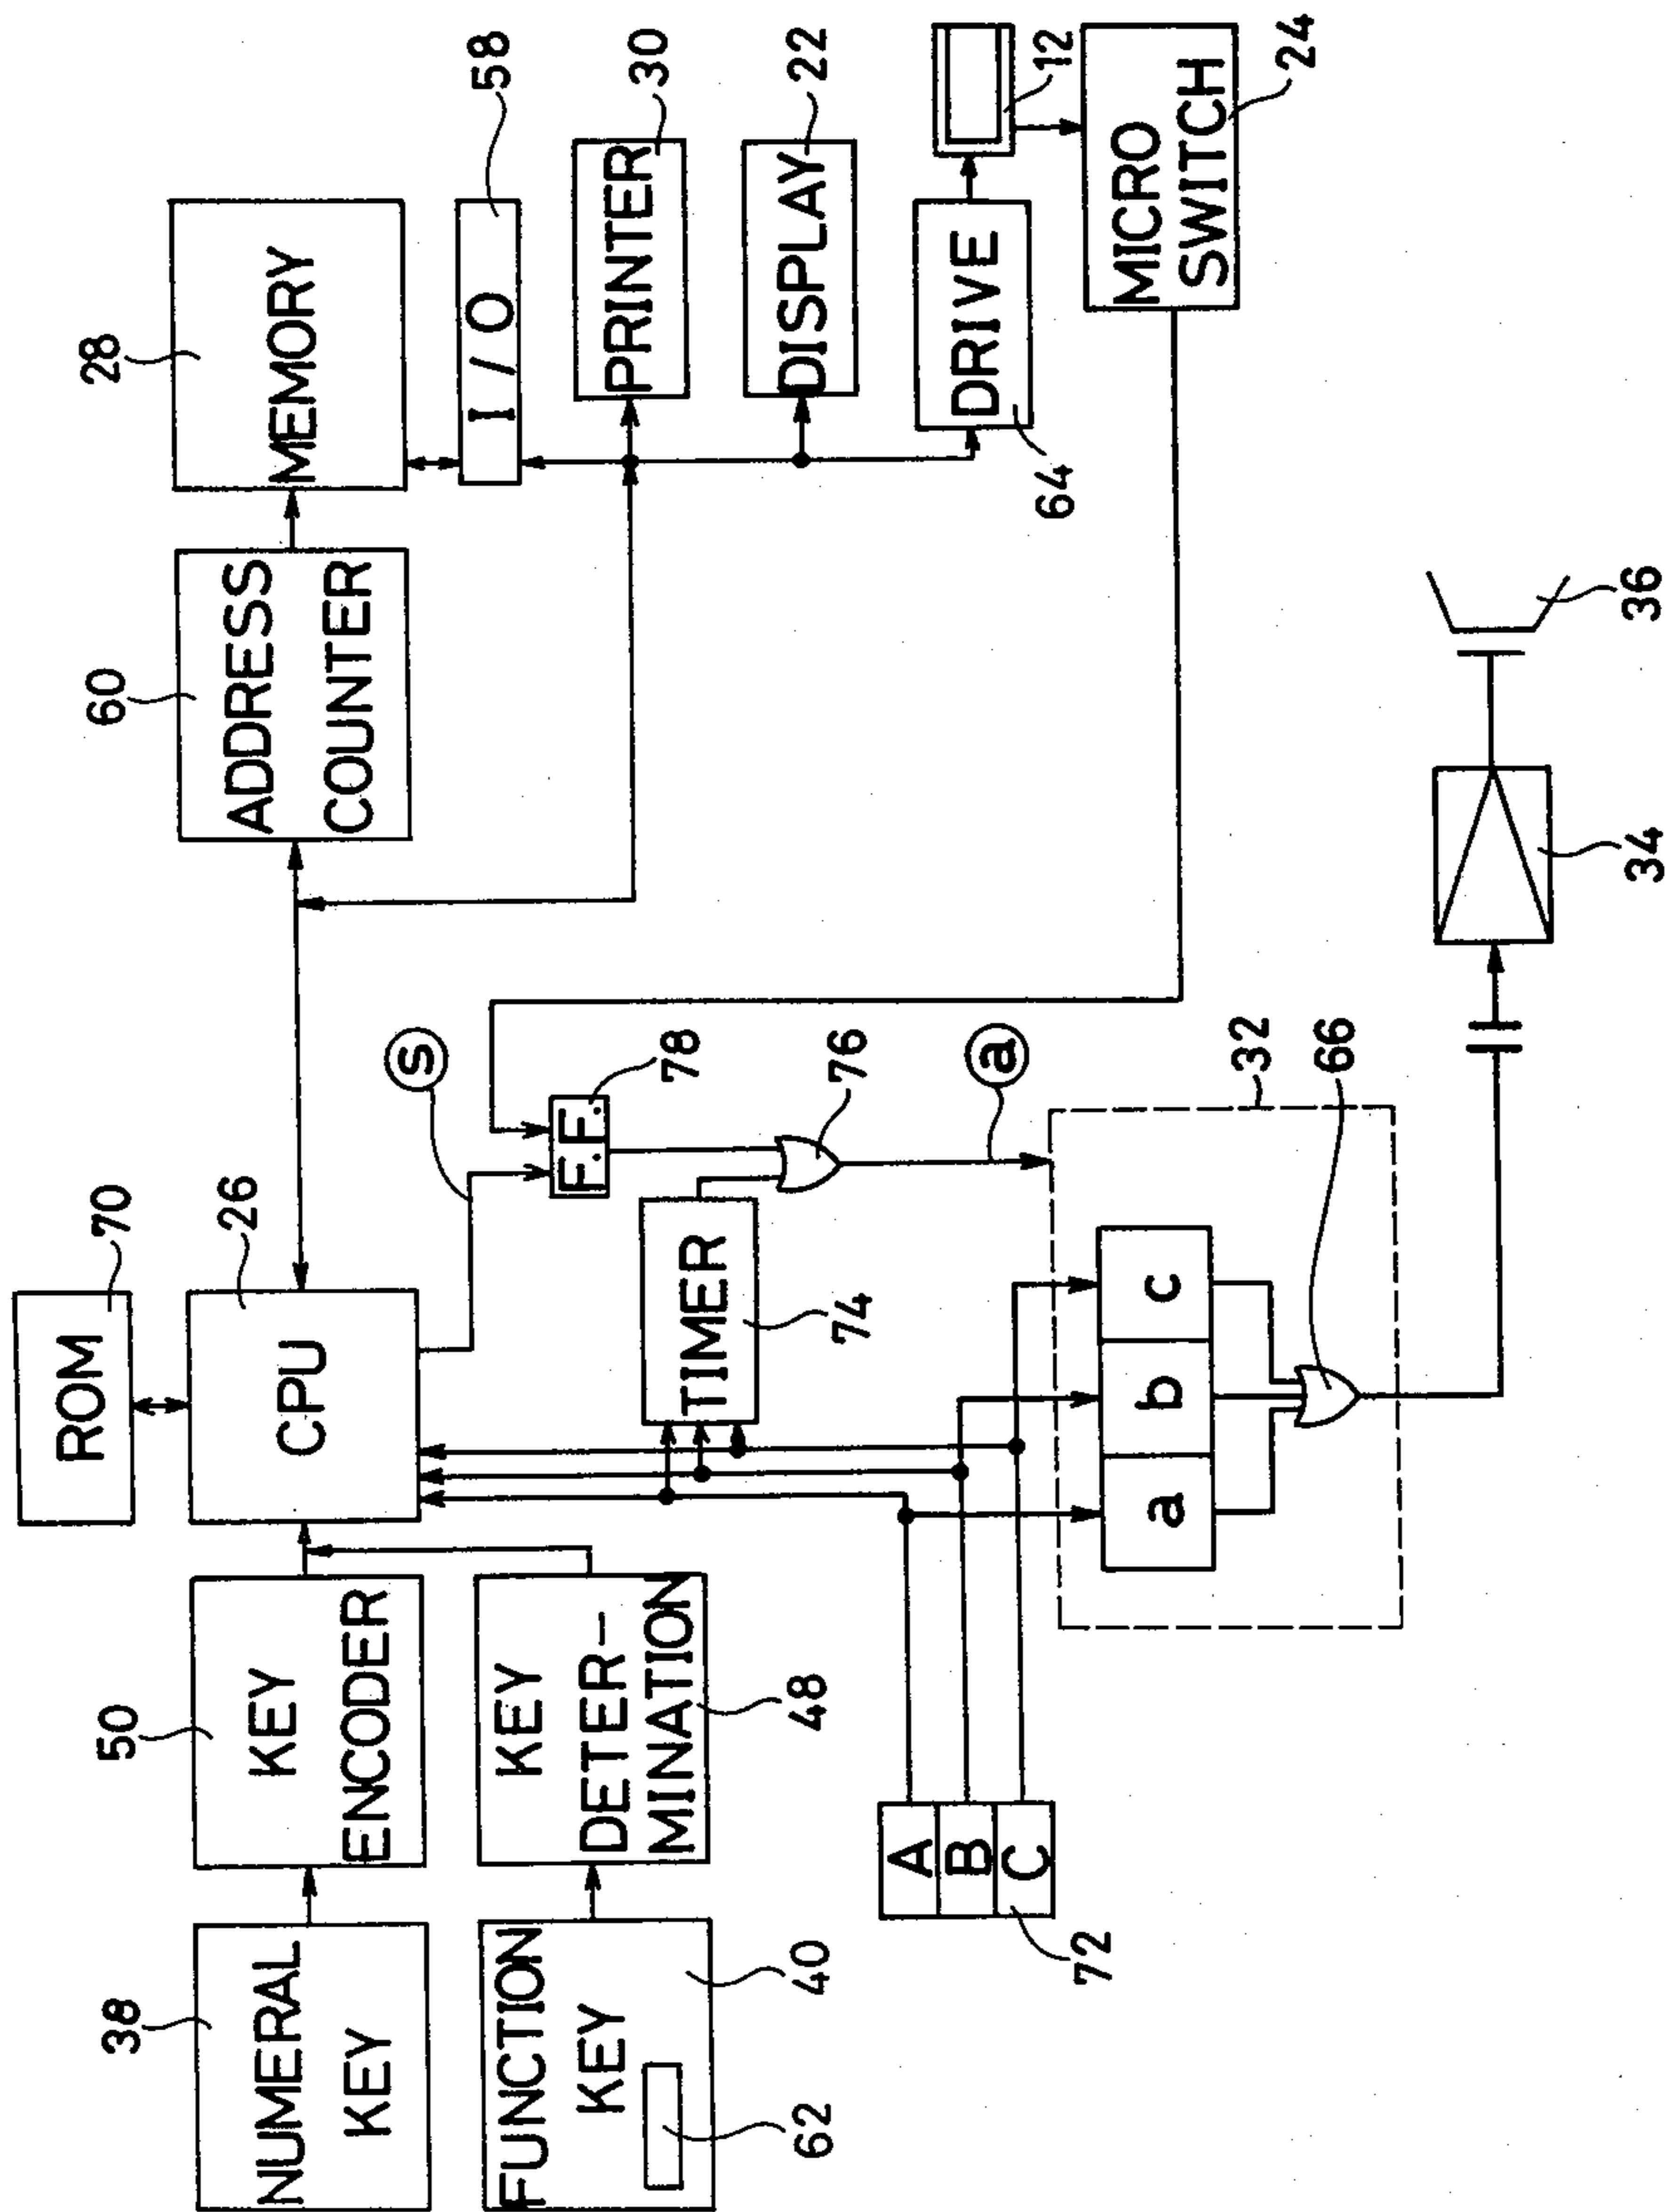 38
NUMERAL
KEY
50
KEY
ENCODER
70
ROM
26
CPU
60
ADDRESS
COUNTER
28
MEMORY
58
I/O
FUNCTION
KEY
40
62
KEY
DETER-
MINATION
48
S
F.F.
78
TIMER
74
76
a
PRINTER
30
DISPLAY
22
DRIVE
64
12
MICRO
SWITCH
24
A
B
C
72
a
b
c
32
66
34
36